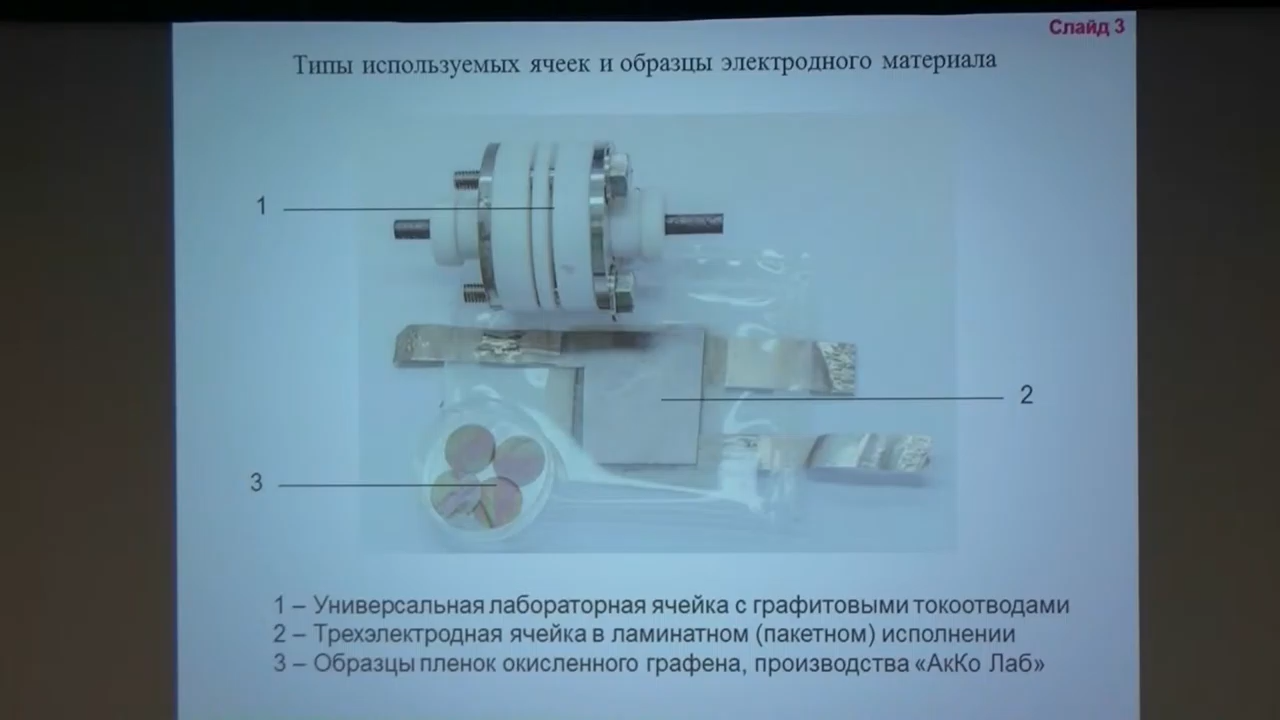 Слайд 3
Типы используемых ячеек и образцы электродного материала
1
2
3
1 – Универсальная лабораторная ячейка с графитовыми токоотводами
2 – Трехэлектродная ячейка в ламинатном (пакетном) исполнении
3 – Образцы пленок окисленного графена, производства «АкКо Лаб»